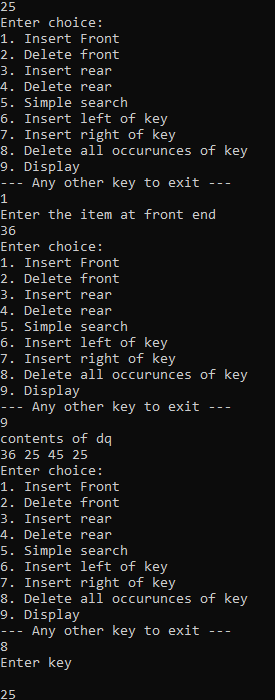 25
Enter choice:
1. Insert Front
2. Delete front
3. Insert rear
4. Delete rear
5. Simple search
6. Insert left of key
7. Insert right of key
8. Delete all occurunces of key
9. Display
--- Any other key to exit ---
1
Enter the item at front end
36
Enter choice:
1. Insert Front
2. Delete front
3. Insert rear
4. Delete rear
5. Simple search
6. Insert left of key
7. Insert right of key
8. Delete all occurunces of key
9. Display
--- Any other key to exit ---
9
contents of dq
36 25 45 25
Enter choice:
1. Insert Front
2. Delete front
3. Insert rear
4. Delete rear
5. Simple search
6. Insert left of key
7. Insert right of key
8. Delete all occurunces of key
9. Display
--- Any other key to exit ---
8
Enter key
25